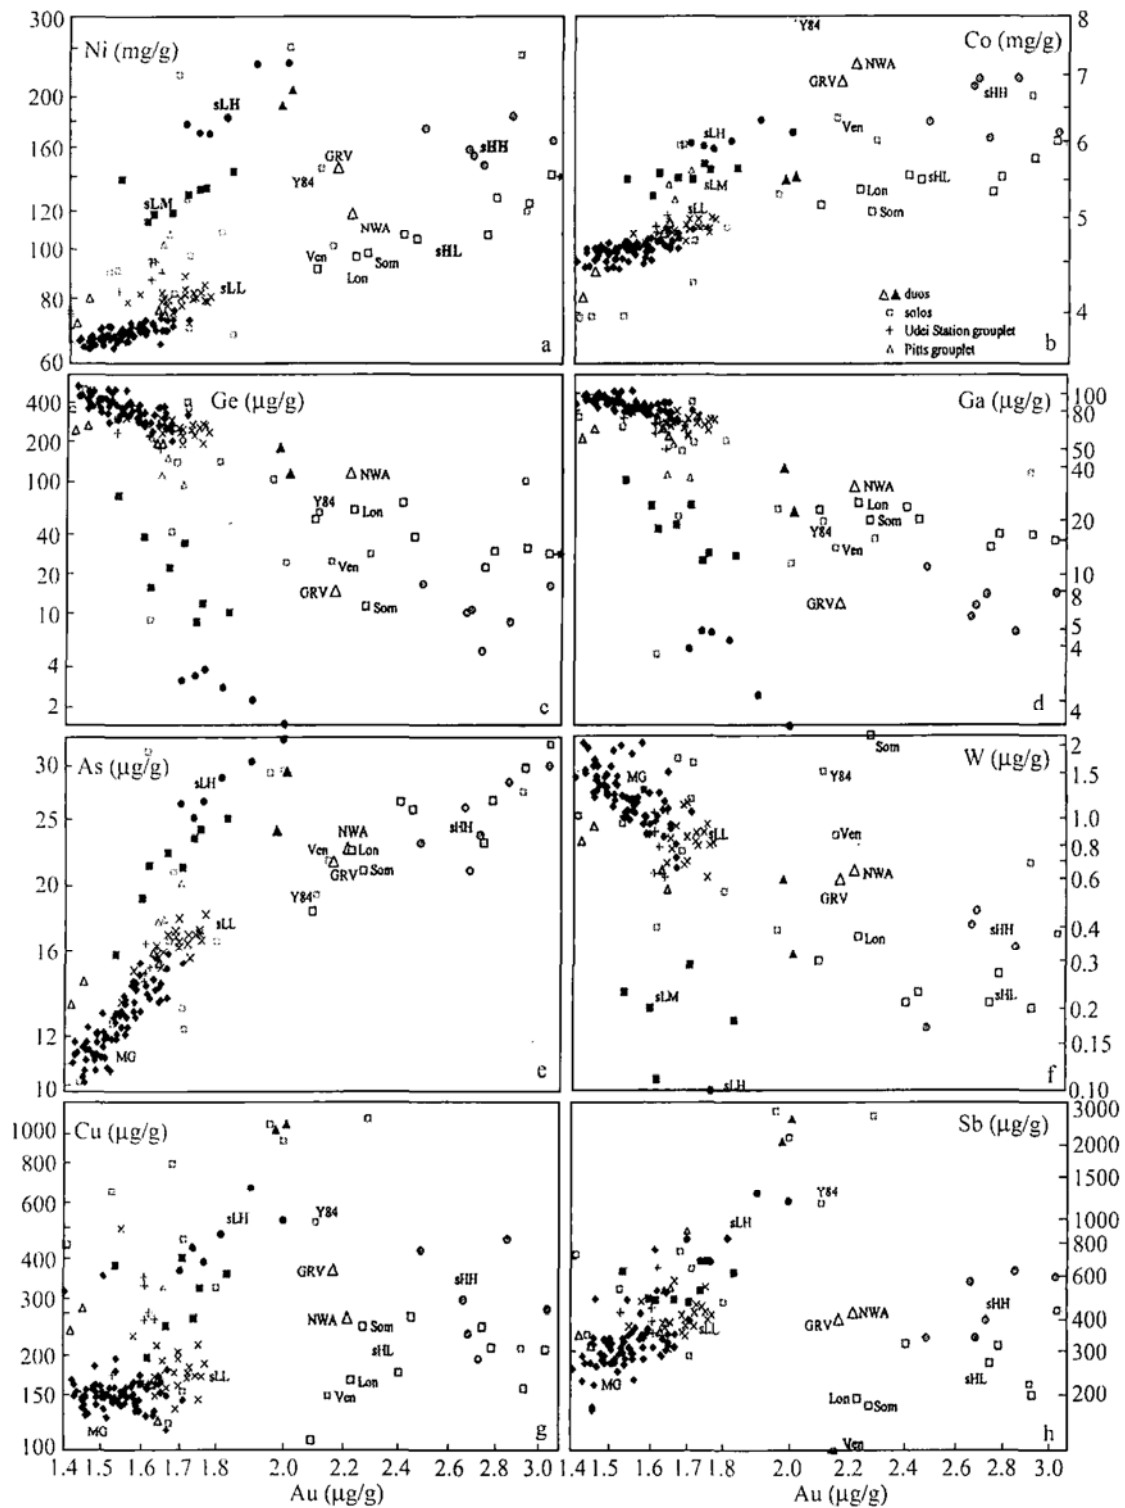 300
200
150
120
100
80
60
Ni (mg/g)
sLH
sLM
sLL
GRV
Y84
NWA
Ven
Lon
Som
sHH
sHL
a
Co (mg/g)
8
7
6
5
4
Y84
NWA
GRV
Ven
Lon
Som
sHH
sHL
sLH
sLM
sLL
duos
solos
Udei Station grouplet
Pitts grouplet
b
400
200
100
40
20
10
4
2
Ge (µg/g)
NWA
Y84
Lon
Ven
GRV
Som
c
Ga (µg/g)
100
80
60
40
20
10
8
5
4
4
NWA
Lon
Som
Y84
Ven
GRV
d
30
25
20
16
12
10
As (µg/g)
sLH
NWA
Ven
Lon
GRV
Som
Y84
sHH
sLL
MG
e
W (µg/g)
2
1.5
1.0
0.8
0.6
0.4
0.3
0.2
0.15
0.10
Som
MG
Y84
Ven
sLL
NWA
GRV
Lon
sHH
sHL
sLM
sLH
f
1000
800
600
400
300
200
150
100
Cu (µg/g)
sLH
Y84
GRV
NWA
Som
sHL
Lon
Ven
sHH
sLL
MG
g
Sb (µg/g)
3000
2000
1500
1000
800
600
400
300
200
Y84
sLH
NWA
GRV
sHH
sHL
sLL
MG
Lon
Som
Ven
h
1.4 1.5 1.6 1.7 1.8 2.0 2.2 2.4 2.6 2.8 3.0
1.4 1.5 1.6 1.7 1.8 2.0 2.2 2.4 2.6 2.8 3.0
Au (µg/g)
Au (µg/g)